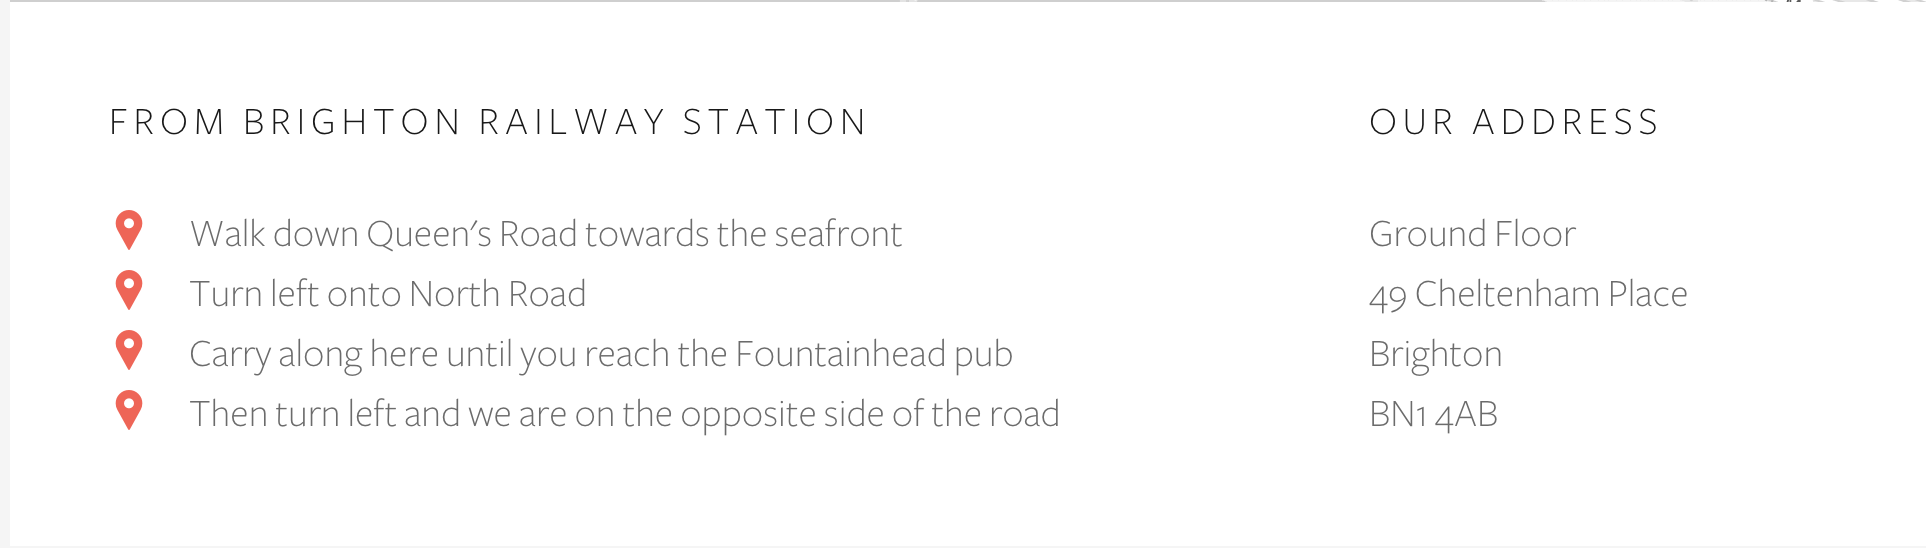 FROM BRIGHTON RAILWAY STATION
Walk down Queen's Road towards the seafront
Turn left onto North Road
Carry along here until you reach the Fountainhead pub
Then turn left and we are on the opposite side of the road
OUR ADDRESS
Ground Floor
49 Cheltenham Place
Brighton
BN1 4AB